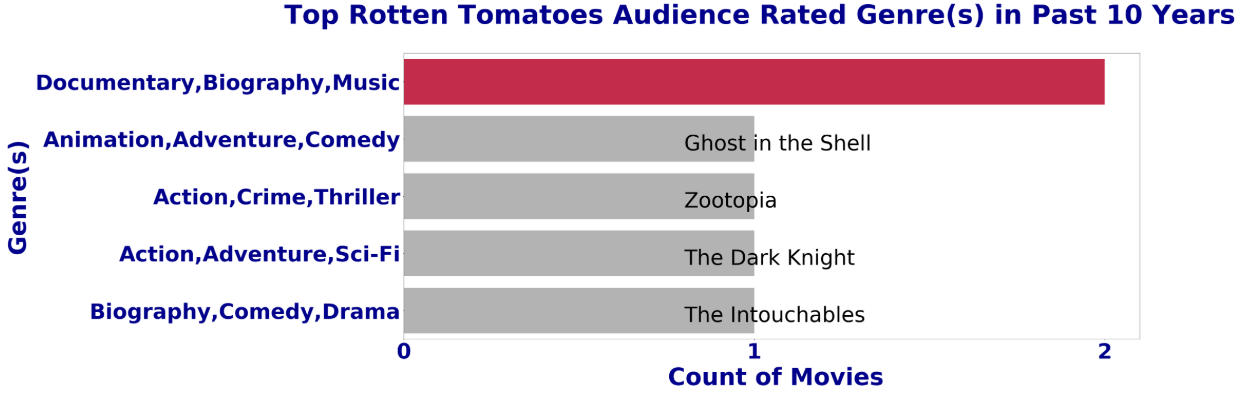 Top Rotten Tomatoes Audience Rated Genre(s) in Past 10 Years
Genre(s)
Documentary,Biography,Music
Animation,Adventure,Comedy
Ghost in the Shell
Action,Crime,Thriller
Zootopia
Action,Adventure,Sci-Fi
The Dark Knight
Biography,Comedy,Drama
The Intouchables
0 1 2
Count of Movies